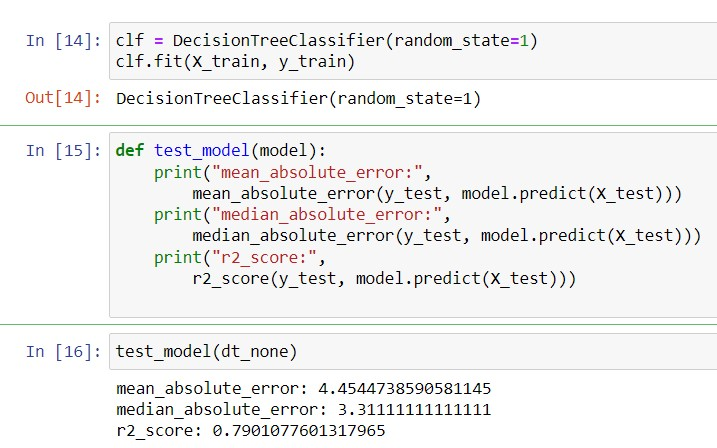 In [14]: clf = DecisionTreeClassifier(random_state=1)
clf.fit(X_train, y_train)
Out[14]: DecisionTreeClassifier(random_state=1)
In [15]: def test_model(model):
    print("mean_absolute_error:",
        mean_absolute_error(y_test, model.predict(X_test)))
    print("median_absolute_error:",
        median_absolute_error(y_test, model.predict(X_test)))
    print("r2_score:",
        r2_score(y_test, model.predict(X_test)))
In [16]: test_model(dt_none)
mean_absolute_error: 4.4544738590581145
median_absolute_error: 3.31111111111111
r2_score: 0.7901077601317965